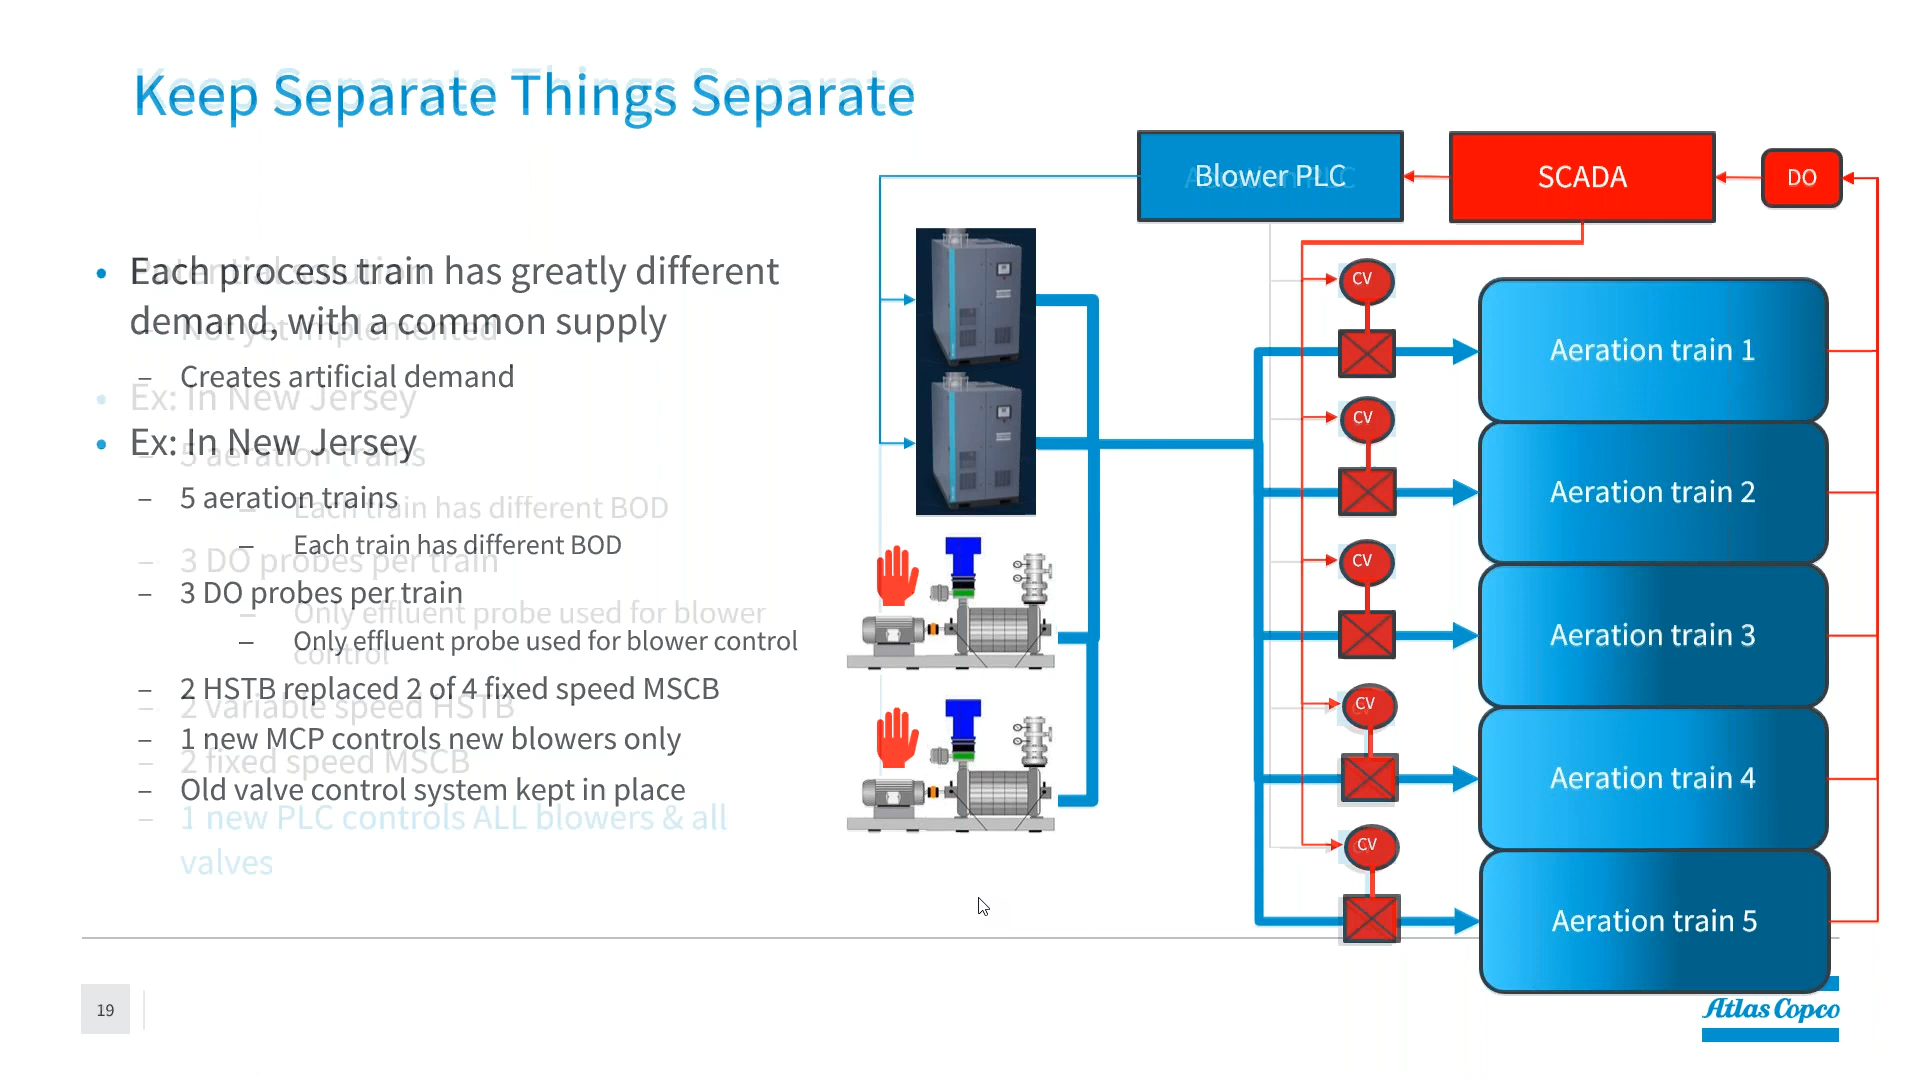 Keep Separate Things Separate
Each process train has greatly different
demand, with a common supply
– Creates artificial demand
Ex: In New Jersey
– 5 aeration trains
– Each train has different BOD
– 3 DO probes per train
– Only effluent probe used for blower control
– 2 HSTB replaced 2 of 4 fixed speed MSCB
– 1 new MCP controls new blowers only
– Old valve control system kept in place
Potential solution
– Not yet implemented
Ex: In New Jersey
– 5 aeration trains
– Each train has different BOD
– 3 DO probes per train
– Only effluent probe used for blower
control
– 2 variable speed HSTB
– 2 fixed speed MSCB
– 1 new PLC controls ALL blowers & all
valves
Blower PLC
SCADA
DO
CV
Aeration train 1
CV
Aeration train 2
CV
Aeration train 3
CV
Aeration train 4
CV
Aeration train 5
19
Atlas Copco